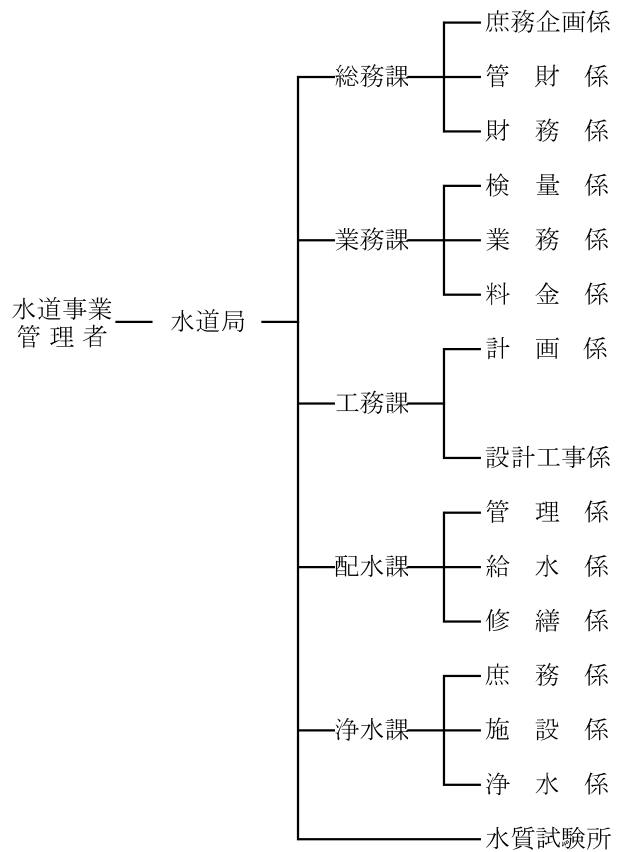 水道事業
管理者
水道局
総務課
庶務企画係
管財係
財務係
業務課
検量係
業務係
料金係
工務課
計画係
設計工事係
配水課
管理係
給水係
修繕係
浄水課
庶務係
施設係
浄水係
水質試験所